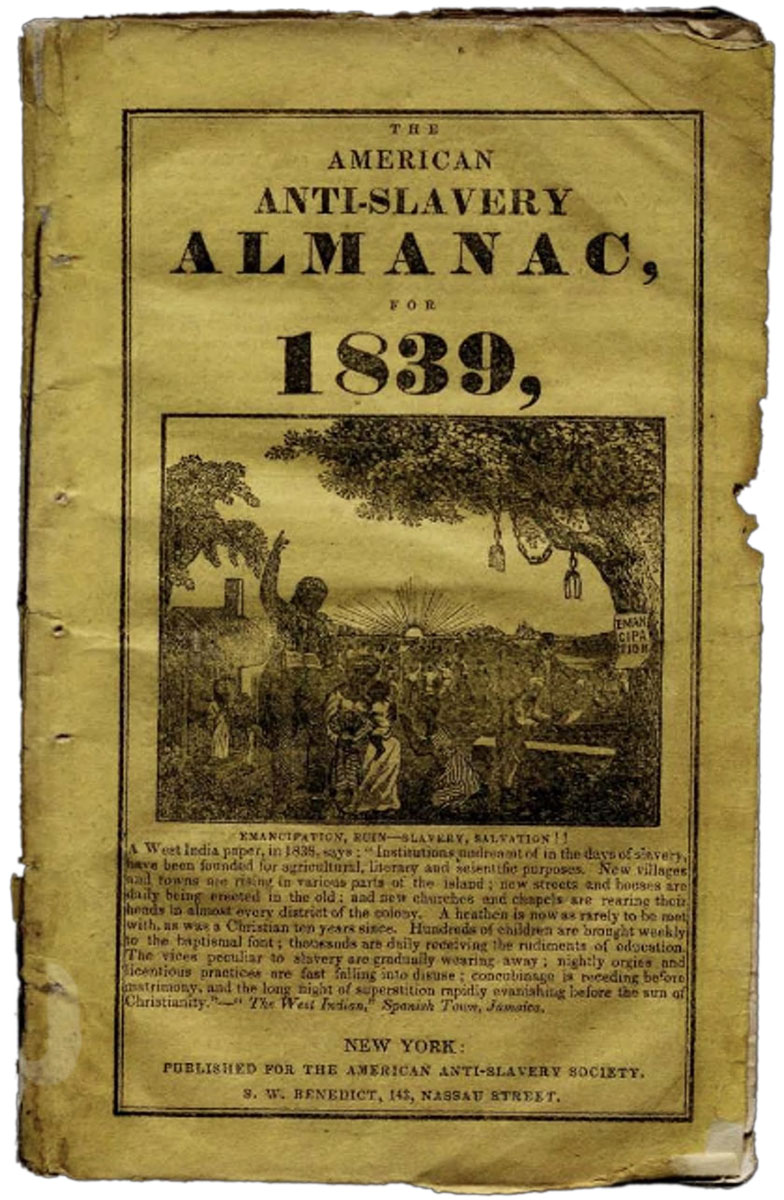 THE
AMERICAN
ANTI-SLAVERY
ALMANAC,
FOR
1839,
EMAN
CIPA
TION
EMANCIPATION, RUIN—SLAVERY, SALVATION!!
A West India paper, in 1838, says: "Institutions undreamt of in the days of slavery,
have been founded for agricultural, literary and scientific purposes. New villages
and towns are rising in various parts of the island; new streets and houses are
daily being erected in the old; and new churches and chapels are rearing their
heads in almost every district of the colony. A heathen is now as rarely to be met
with, as was a Christian ten years since. Hundreds of children are brought weekly
to the baptismal font; thousands are daily receiving the rudiments of education.
The vices peculiar to slavery are gradually wearing away; nightly orgies and
licentious practices are fast falling into disuse; concubinage is receding before
matrimony, and the long night of superstition rapidly evanishing before the sun of
Christianity."—"The West Indian," Spanish Town, Jamaica.
NEW YORK:
PUBLISHED FOR THE AMERICAN ANTI-SLAVERY SOCIETY.
S. W. BENEDICT, 143, NASSAU STREET.